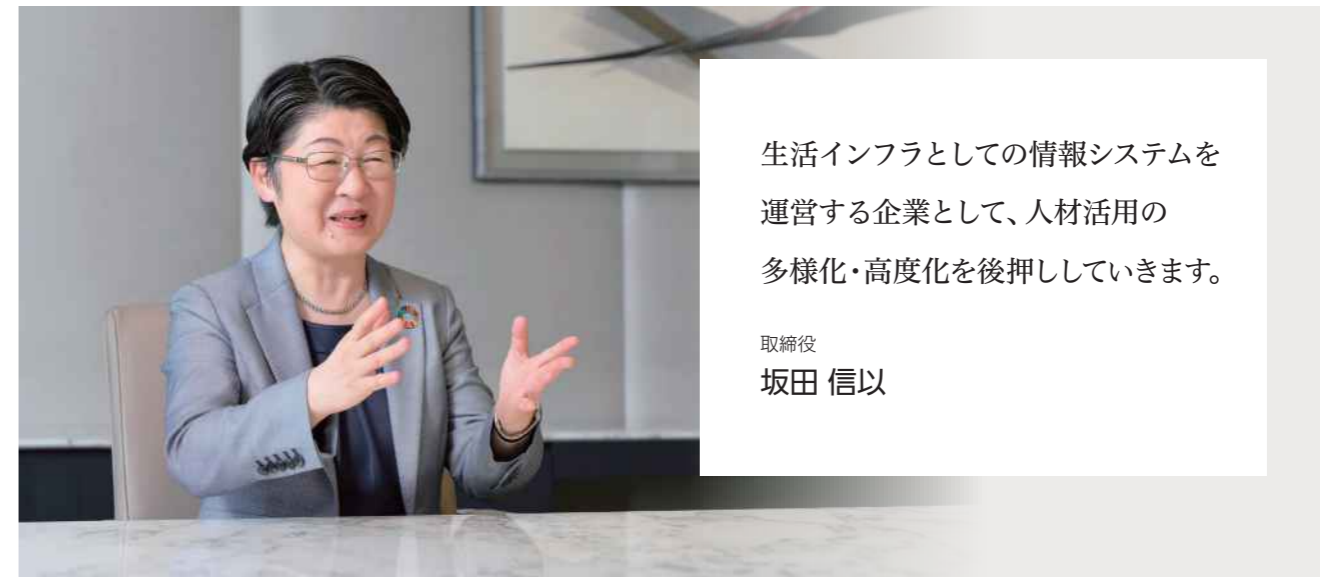 生活インフラとしての情報システムを
運営する企業として、人材活用の
多様化・高度化を後押ししていきます。
取締役
坂田 信以